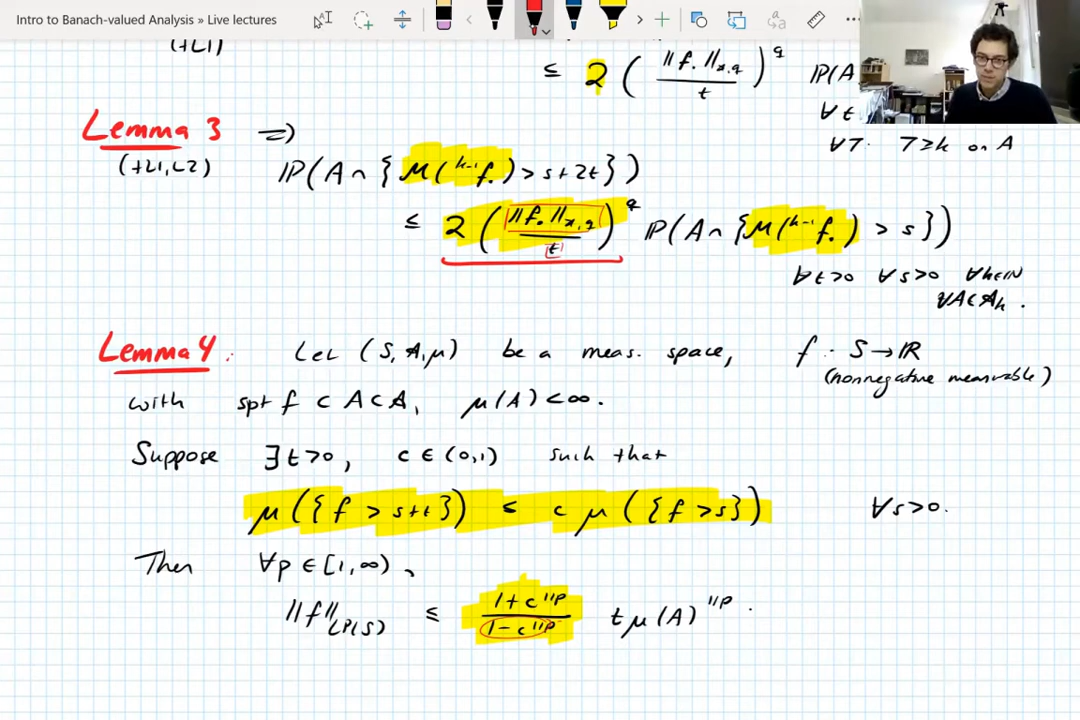 Intro to Banach-valued Analysis » Live lectures
(+L1)
≤ 2 ( ‖f.‖*,q / t )^q ℙ(A
∀t
∀T. T≥k on A
Lemma 3 ⇒
(+L1, L2)
ℙ(A ∩ {M(^{k-1}f.) > s+2t})
≤ 2 ( ‖f.‖*,q / t )^q ℙ(A ∩ {M(^{k-1}f.) > s})
∀t>0 ∀s>0 ∀k∈ℕ
∀A∈𝒜k.
Lemma 4: Let (S, 𝒜, μ) be a meas. space, f : S→ℝ
(nonnegative measurable)
with spt f ⊂ A ⊂ 𝒜, μ(A) < ∞.
Suppose ∃t>0, c ∈ (0,1) such that
μ({f > s+t}) ≤ c μ({f > s}) ∀s>0.
Then ∀p ∈ [1,∞),
‖f‖_{L^p(S)} ≤ (1+c^{1/p}) / (1−c^{1/p}) t μ(A)^{1/p}.